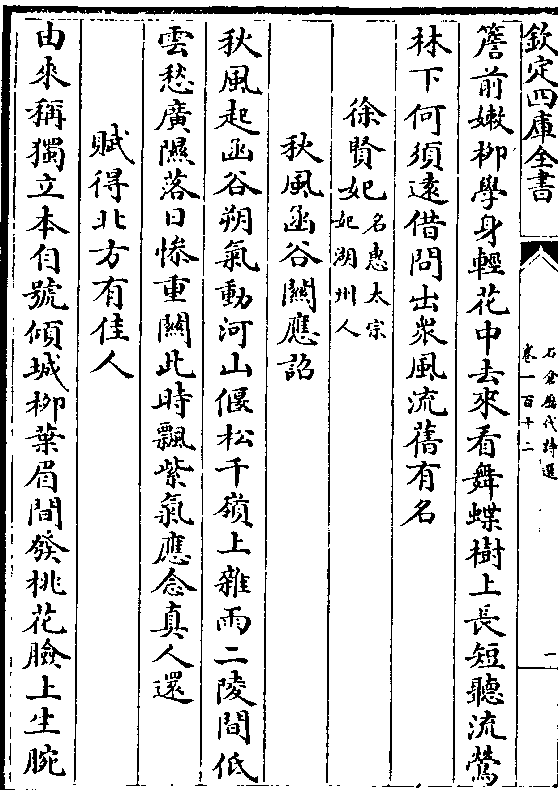 欽定四庫全書
石倉歷代詩選
卷一百十二
一
簷前嫩柳學身輕花中去來看舞蝶樹上長短聽流鶯
林下何須遠借問出衆風流舊有名
徐賢妃名惠太宗妃湖州人
秋風函谷關應詔
秋風起函谷朔氣動河山偃松千嶺上雜雨二陵間低
雲愁廣隰落日慘重關此時飄紫氣應念真人還
賦得北方有佳人
由來稱獨立本自號傾城柳葉眉間發桃花臉上生腕